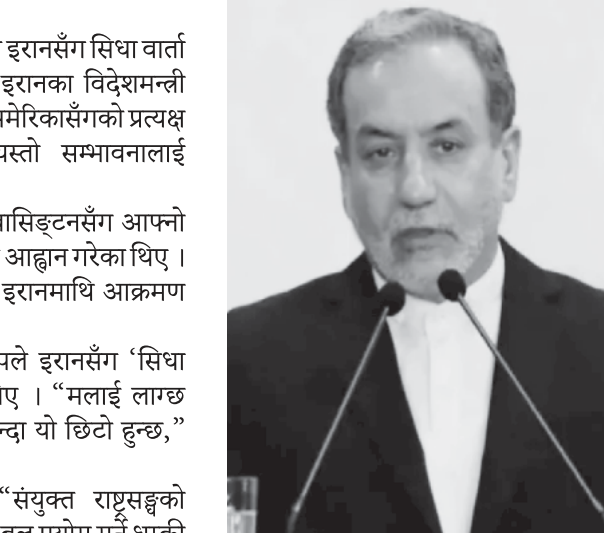 इरानसँग सिधा वार्ता
इरानका विदेशमन्त्री
मेरिकासँगको प्रत्यक्ष
यस्तो सम्भावनालाई
वासिङ्टनसँग आफ्नो
आह्वान गरेका थिए ।
इरानमाथि आक्रमण
पले इरानसँग ‘सिधा
। “मलाई लाग्छ
न्दा यो छिटो हुन्छ,”
“संयुक्त राष्ट्रसङ्घको